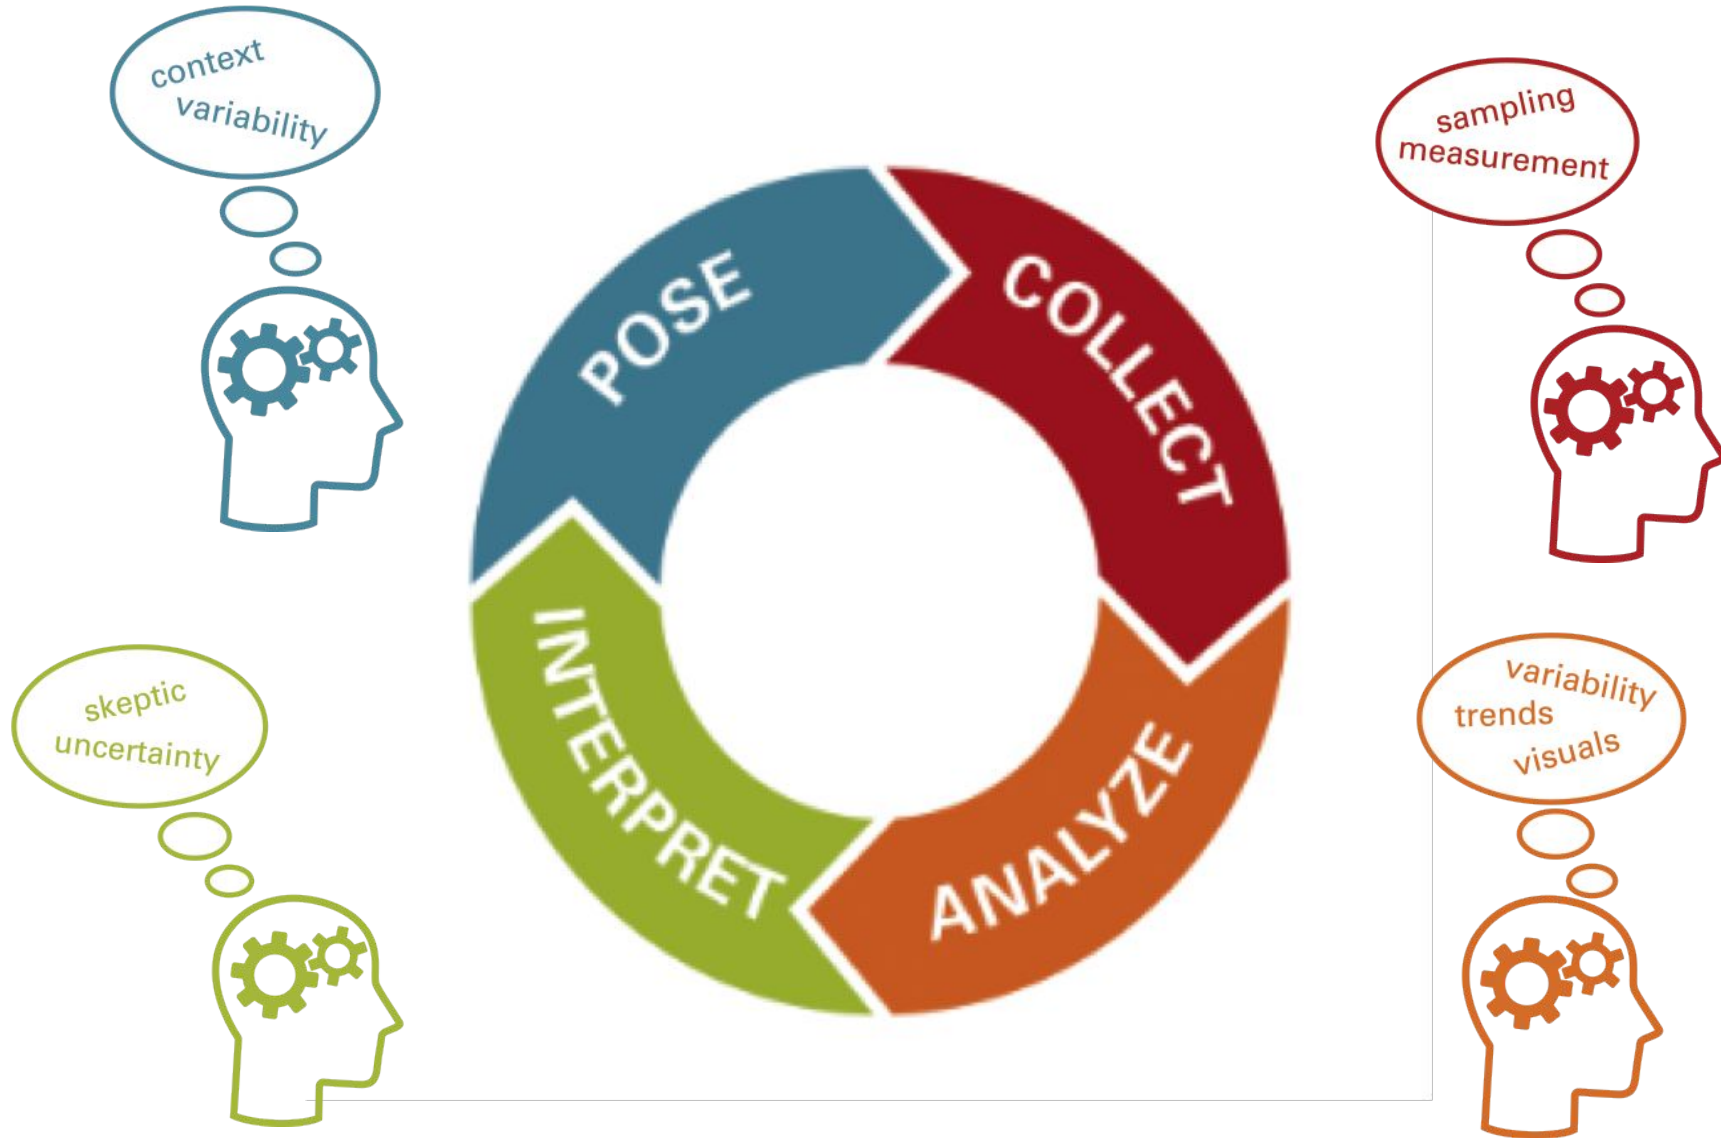 context
variability
sampling
measurement
POSE
COLLECT
INTERPRET
ANALYZE
skeptic
uncertainty
variability
trends
visuals